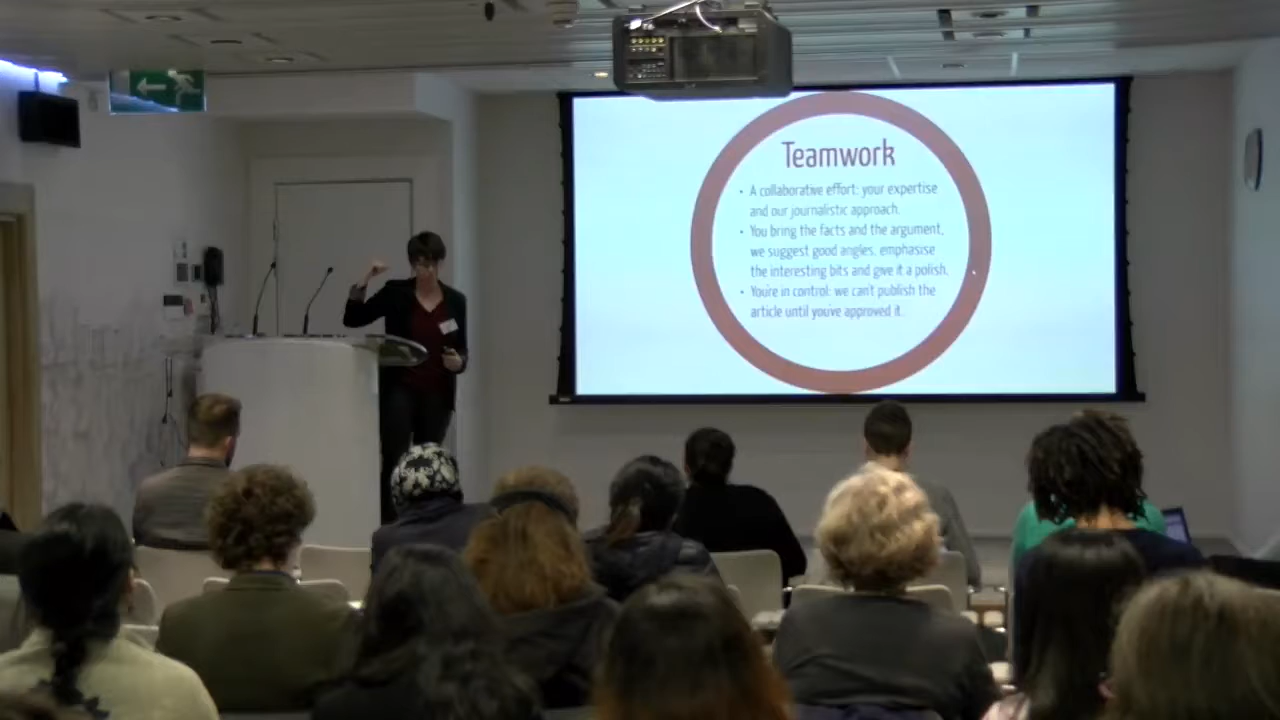 Teamwork
• A collaborative effort: your expertise
and our journalistic approach.
• You bring the facts and the argument,
we suggest good angles, emphasise
the interesting bits and give it a polish.
• You're in control: we can't publish the
article until you've approved it.